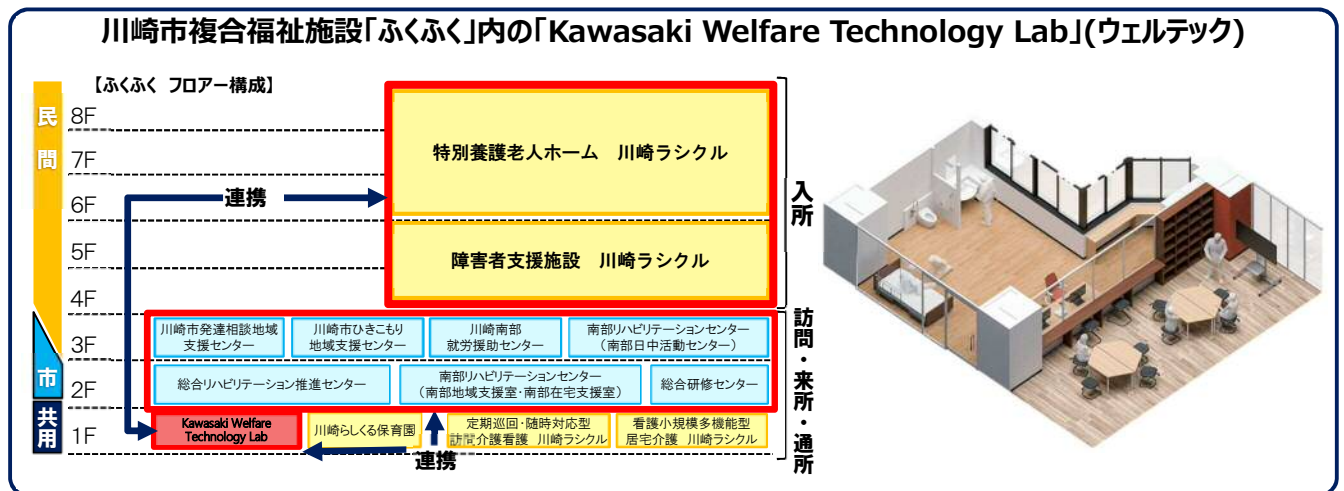 川崎市複合福祉施設「ふくふく」内の「Kawasaki Welfare Technology Lab」(ウェルテック)
【ふくふく フロアー構成】
民間
8F
7F
6F
5F
4F
特別養護老人ホーム 川崎ラシクル
連携
障害者支援施設 川崎ラシクル
入所
市
3F
川崎市発達相談地域
支援センター
川崎市ひきこもり
地域支援センター
川崎南部
就労援助センター
南部リハビリテーションセンター
(南部日中活動センター)
2F
総合リハビリテーション推進センター
南部リハビリテーションセンター
(南部地域支援室・南部在宅支援室)
総合研修センター
共用
1F
Kawasaki Welfare
Technology Lab
川崎らしくる保育園
定期巡回・随時対応型
訪問介護看護 川崎ラシクル
看護小規模多機能型
居宅介護 川崎ラシクル
連携
訪問・来所・通所